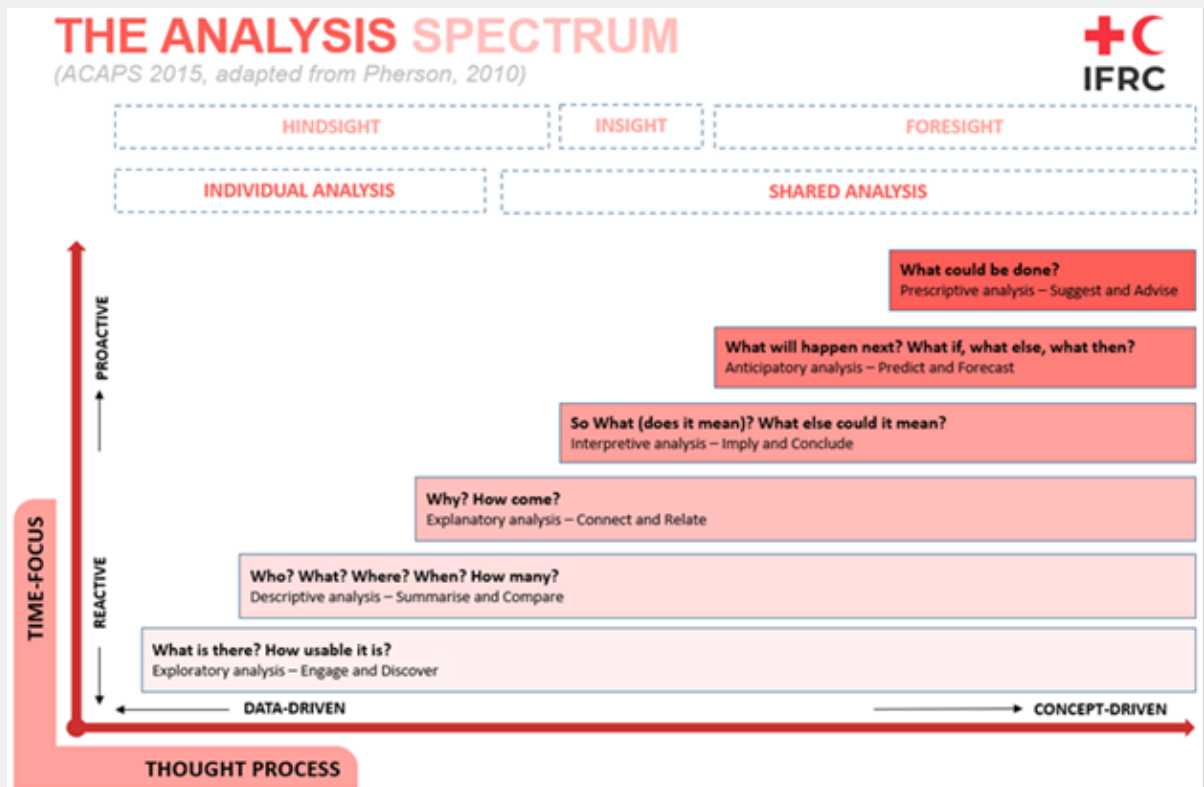 THE ANALYSIS SPECTRUM
(ACAPS 2015, adapted from Pherson, 2010)
IFRC
HINDSIGHT
INSIGHT
FORESIGHT
INDIVIDUAL ANALYSIS
SHARED ANALYSIS
What could be done?
Prescriptive analysis – Suggest and Advise
PROACTIVE
What will happen next? What if, what else, what then?
Anticipatory analysis – Predict and Forecast
So What (does it mean)? What else could it mean?
Interpretive analysis – Imply and Conclude
Why? How come?
Explanatory analysis – Connect and Relate
TIME-FOCUS
REACTIVE
Who? What? Where? When? How many?
Descriptive analysis – Summarise and Compare
What is there? How usable it is?
Exploratory analysis – Engage and Discover
DATA-DRIVEN
CONCEPT-DRIVEN
THOUGHT PROCESS